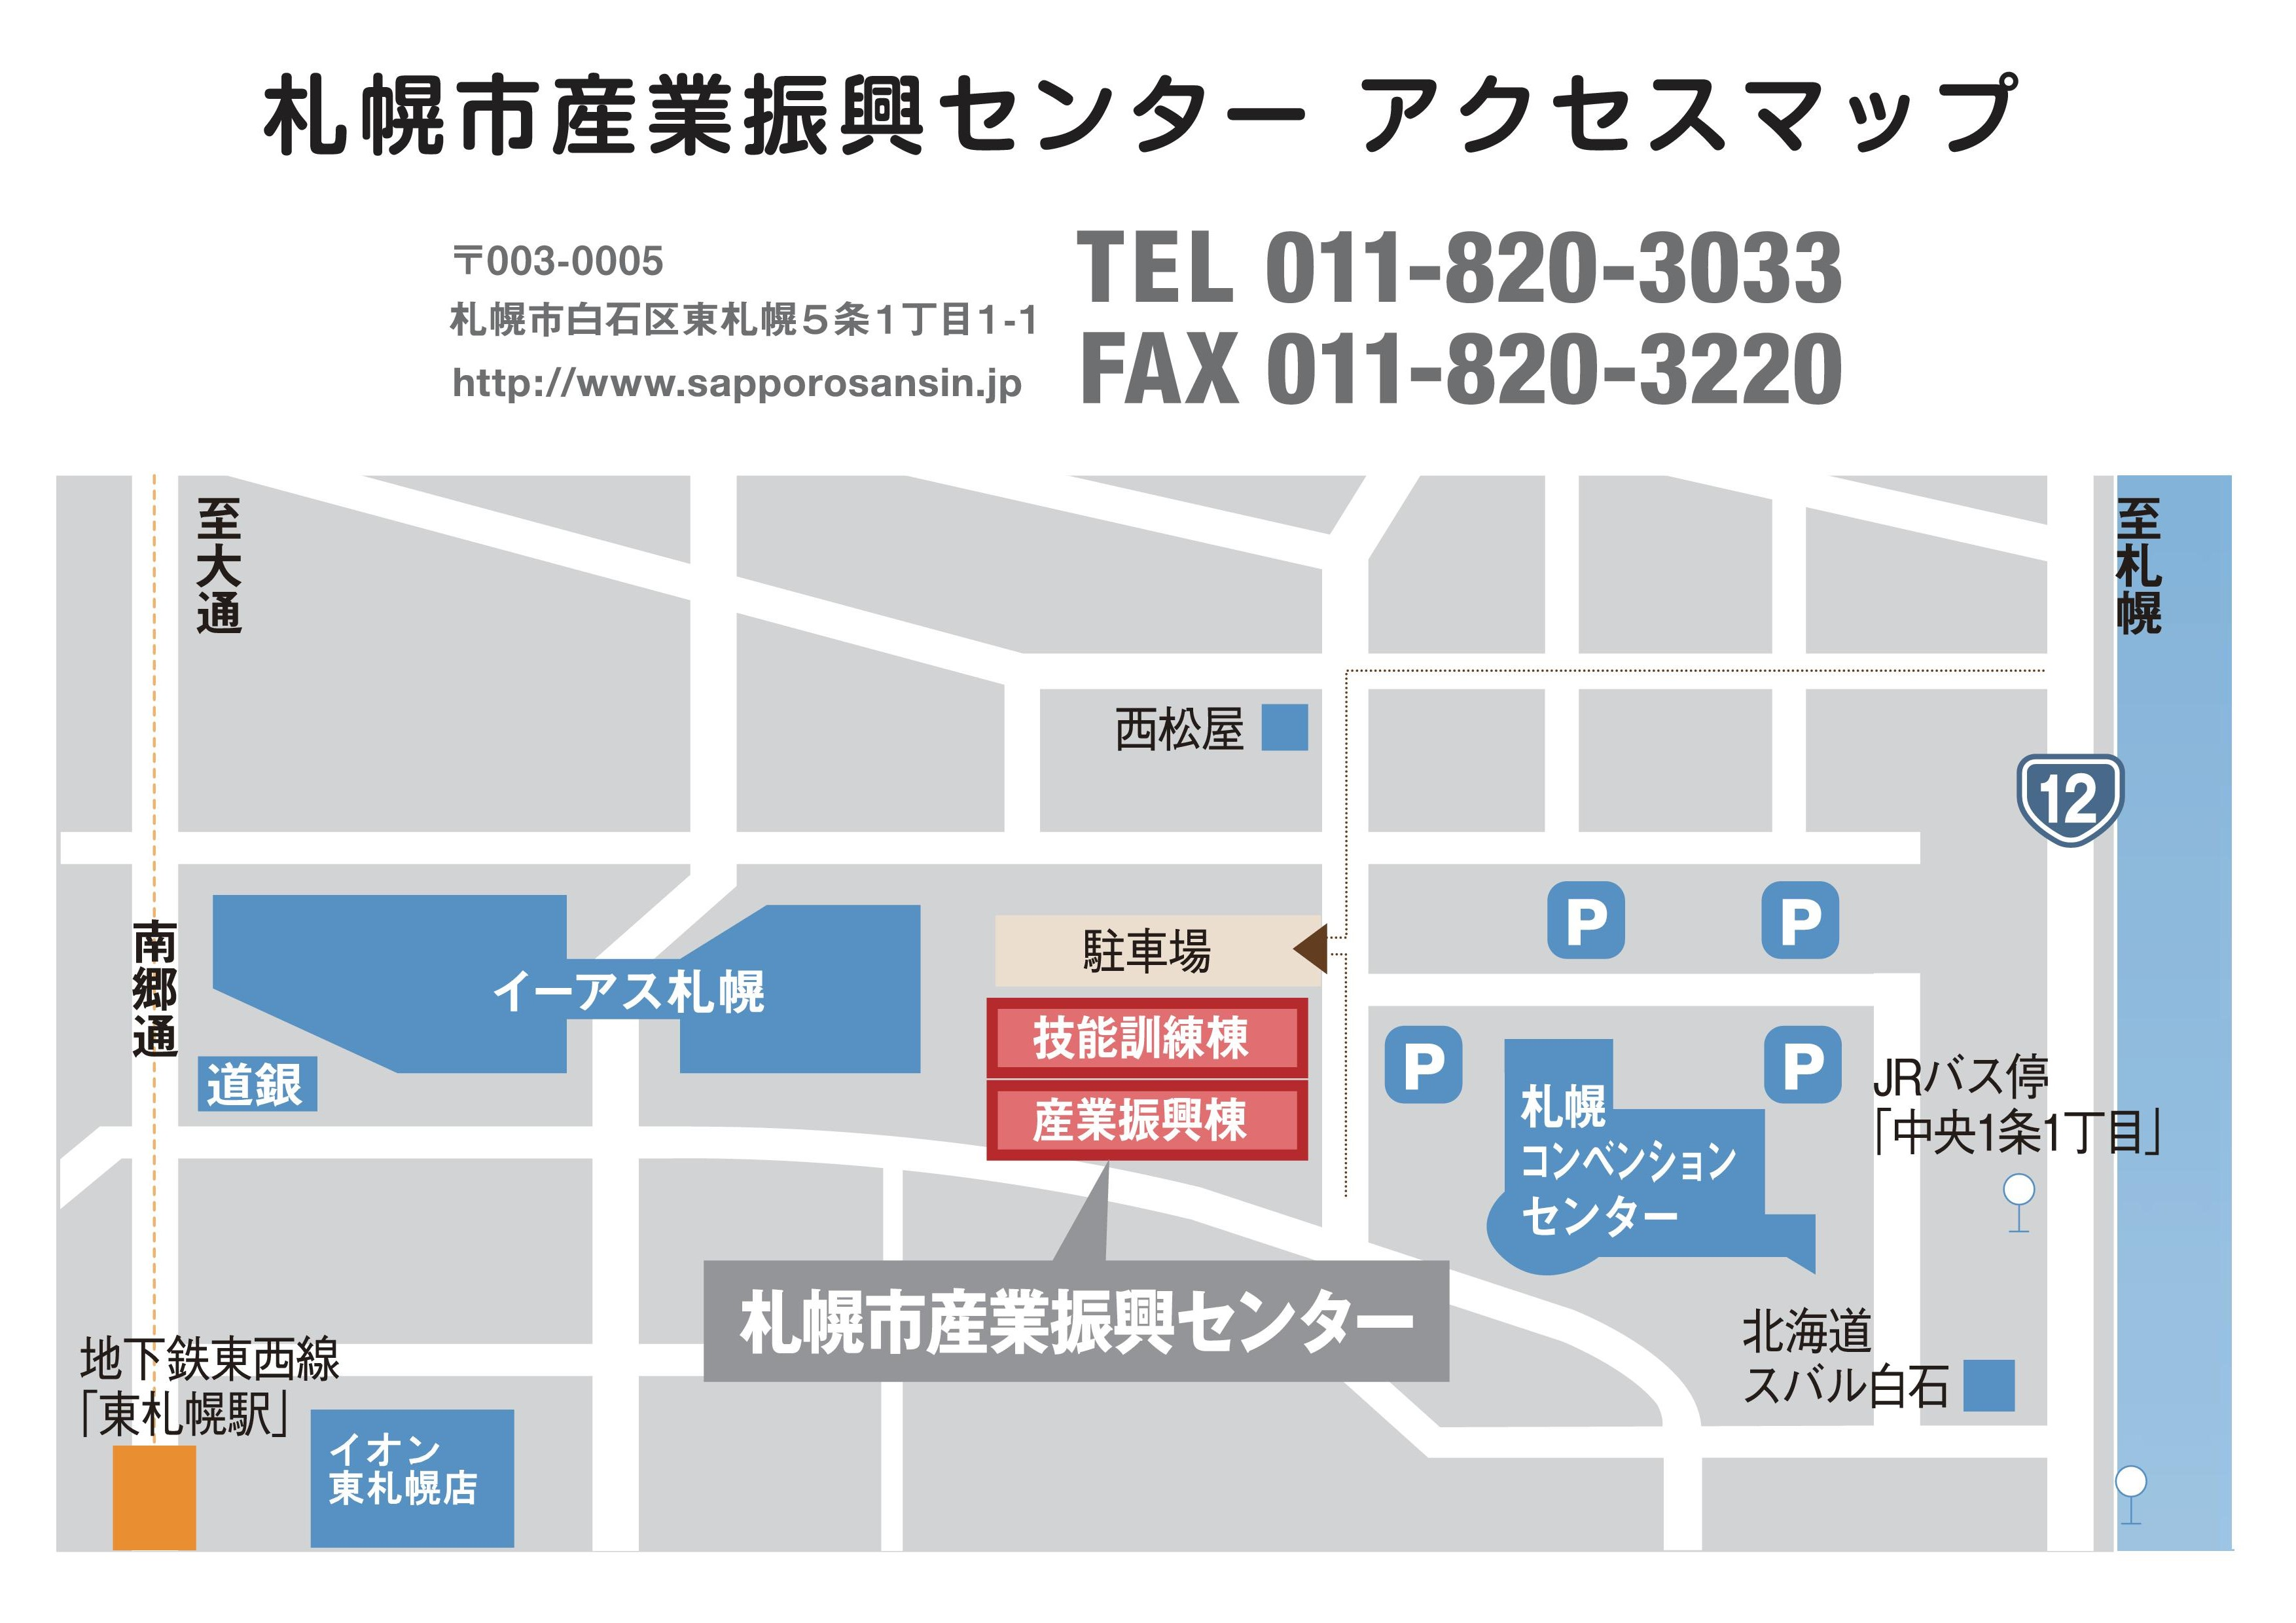 札幌市産業振興センター アクセスマップ
〒003-0005
札幌市白石区東札幌5条1丁目1-1
http://www.sapporosansin.jp
TEL 011-820-3033
FAX 011-820-3220
至大通
至札幌
西松屋
12
南郷通
イーアス札幌
道銀
駐車場
技能訓練棟
産業振興棟
P
P
P
P
札幌
コンベンション
センター
JRバス停
「中央1条1丁目」
札幌市産業振興センター
北海道
スバル白石
地下鉄東西線
「東札幌駅」
イオン
東札幌店